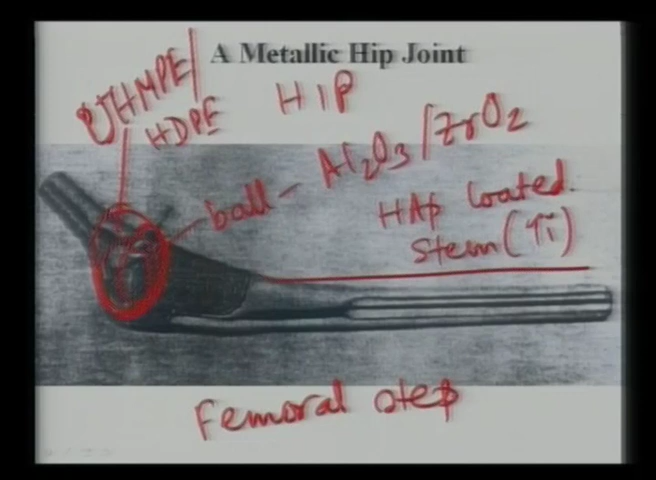 A Metallic Hip Joint
UHMPE/
HDPE
HIP
ball - Al2O3/ZrO2
HAp Coated.
Stem (Ti)
Femoral step